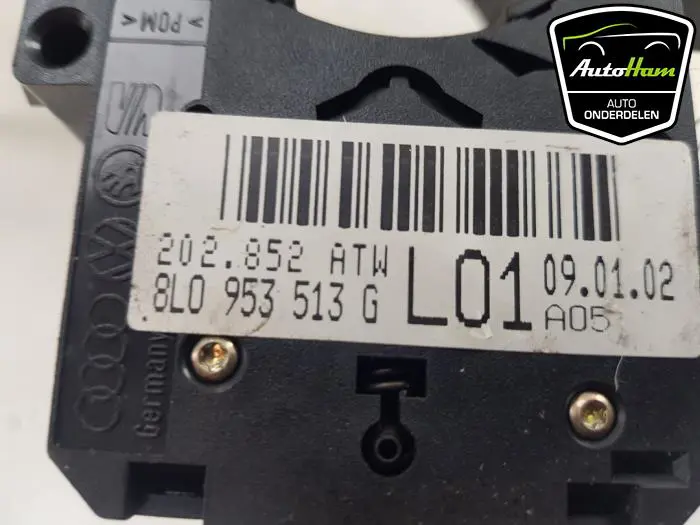 >POM<
AutoHam
AUTO
ONDERDELEN
202.852 ATW
8L0 953 513 G
L01
09.01.02
A05
Germany